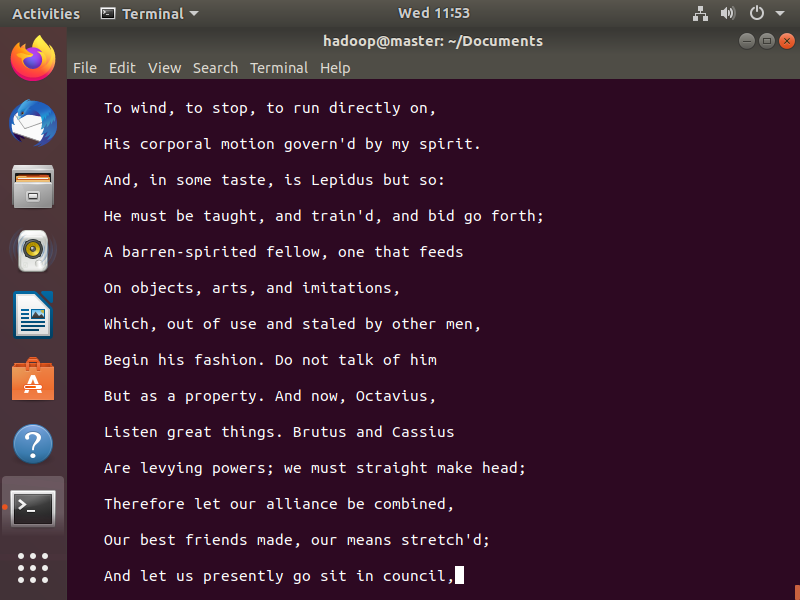 Activities Terminal Wed 11:53
hadoop@master: ~/Documents
File Edit View Search Terminal Help
To wind, to stop, to run directly on,
His corporal motion govern'd by my spirit.
And, in some taste, is Lepidus but so:
He must be taught, and train'd, and bid go forth;
A barren-spirited fellow, one that feeds
On objects, arts, and imitations,
Which, out of use and staled by other men,
Begin his fashion. Do not talk of him
But as a property. And now, Octavius,
Listen great things. Brutus and Cassius
Are levying powers; we must straight make head;
Therefore let our alliance be combined,
Our best friends made, our means stretch'd;
And let us presently go sit in council,